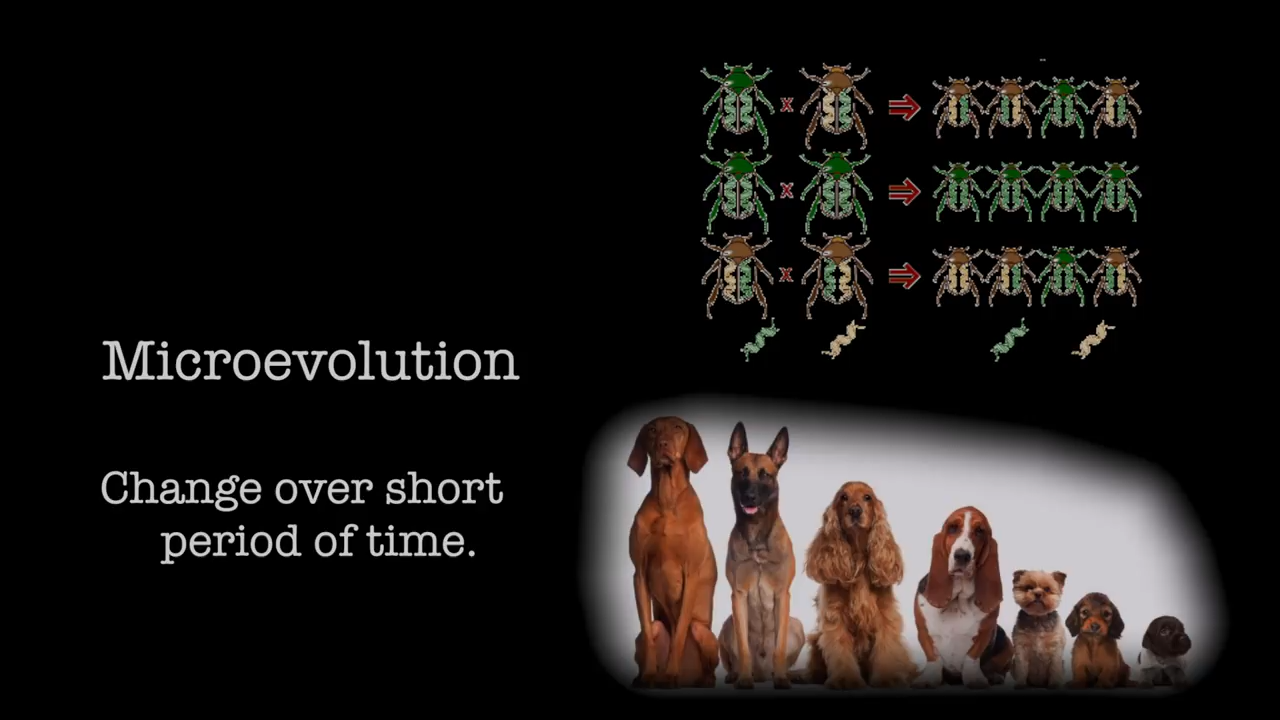 x
x
x
Microevolution
Change over short
period of time.